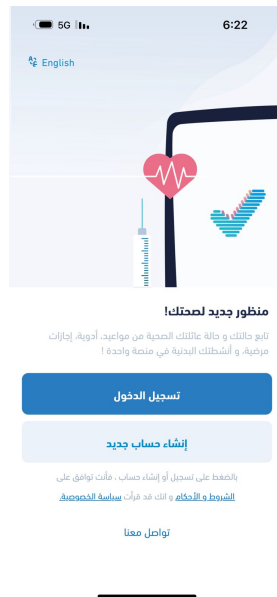 6:22
5G
English
منظور جديد لصحتك!
تابع حالتك و حالة عائلتك الصحية من مواعيد، أدوية، إجازات
مرضية، و أنشطتك البدنية في منصة واحدة !
تسجيل الدخول
إنشاء حساب جديد
بالضغط على تسجيل أو إنشاء حساب ، فأنت توافق على
الشروط و الأحكام و انك قد قرأت سياسة الخصوصية.
تواصل معنا